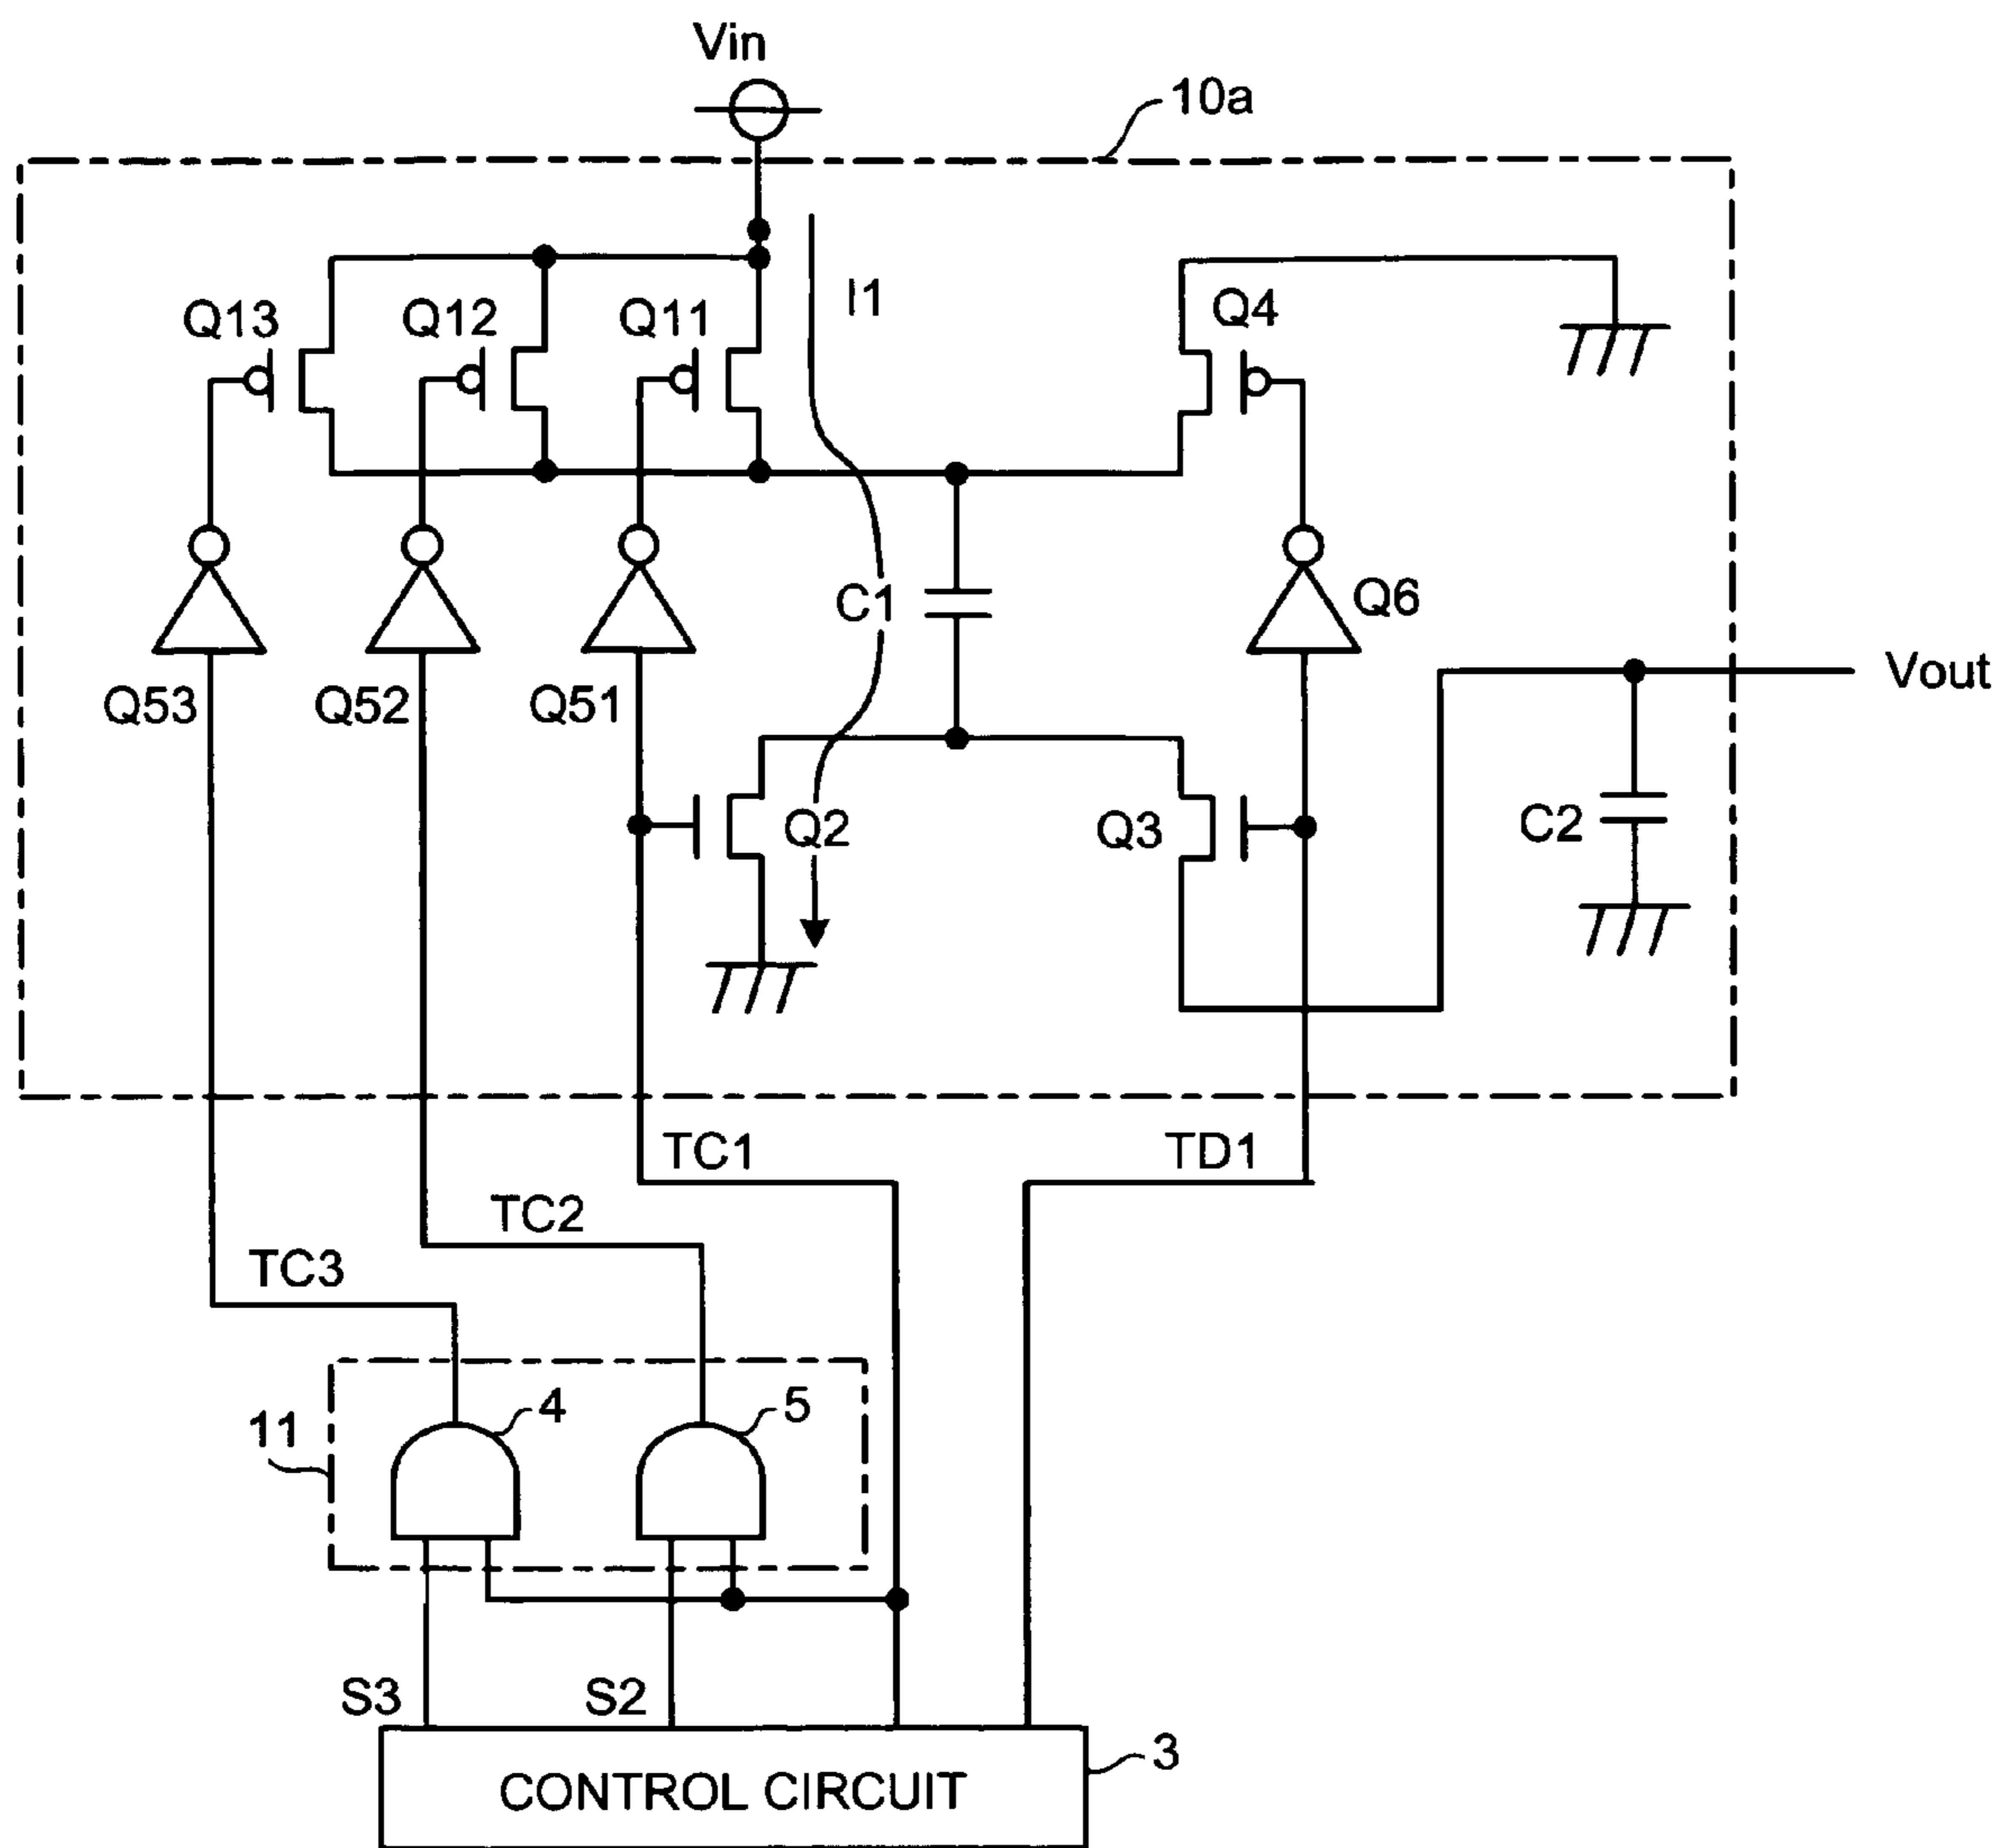 Vin
10a
I1
Q13
Q12
Q11
Q4
C1
Q6
Q53
Q52
Q51
Vout
Q2
Q3
C2
TC1
TD1
TC2
TC3
4
5
11
S3
S2
3
CONTROL CIRCUIT